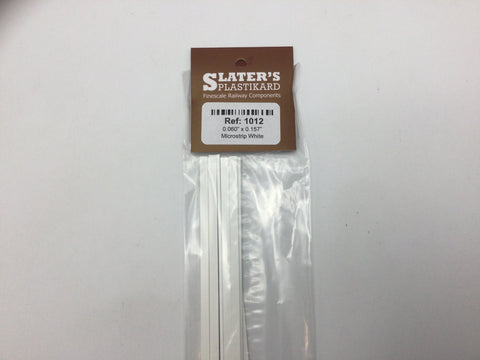 SLATER'S
PLASTIKARD
Finescale Railway Components
Ref: 1012
0.060" x 0.157"
Microstrip White